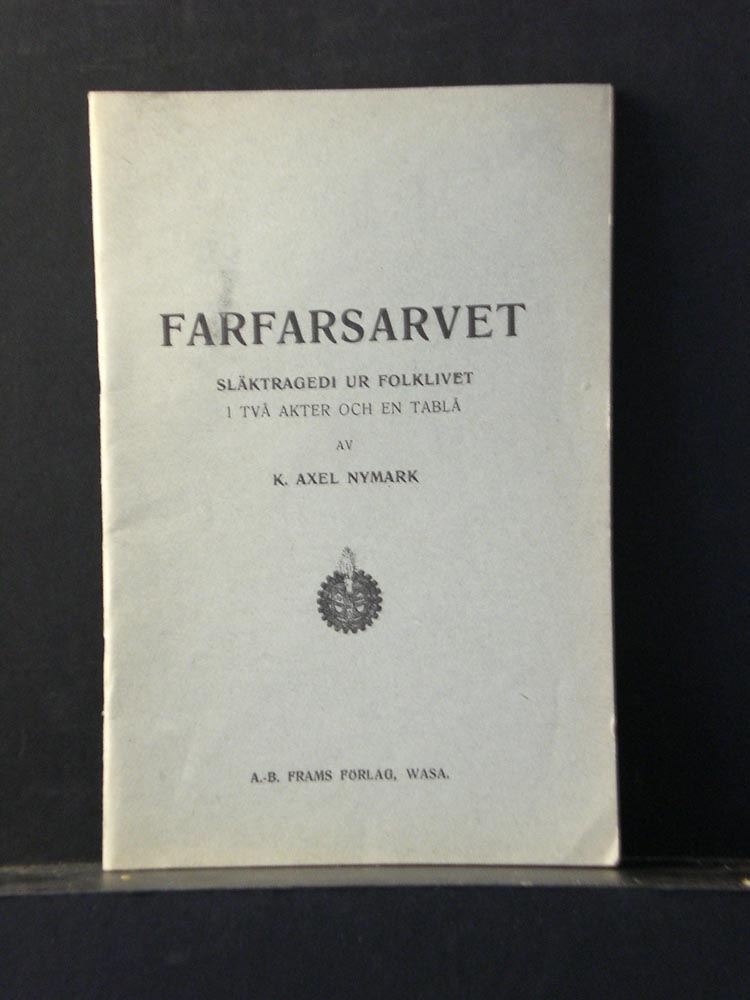 FARFARSARVET
SLÄKTRAGEDI UR FOLKLIVET
I TVÅ AKTER OCH EN TABLÅ
AV
K. AXEL NYMARK
A.-B. FRAMS FÖRLAG, WASA.